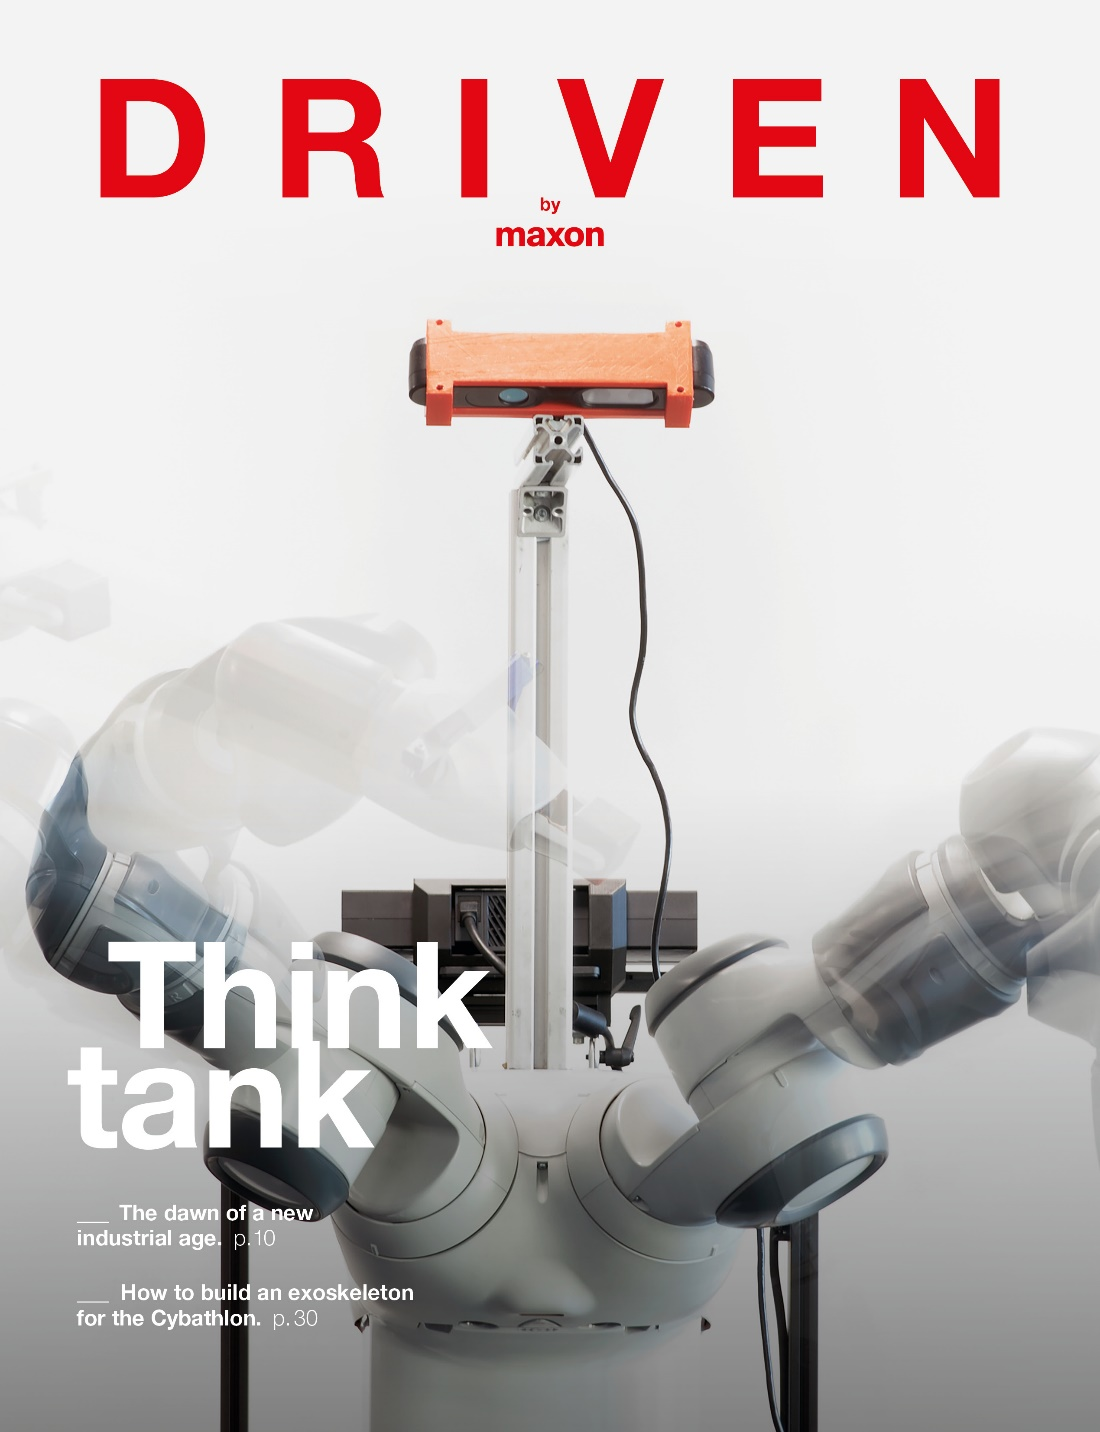 DRIVEN
by
maxon
Think
tank
___ The dawn of a new
industrial age. p.10
___ How to build an exoskeleton
for the Cybathlon. p.30